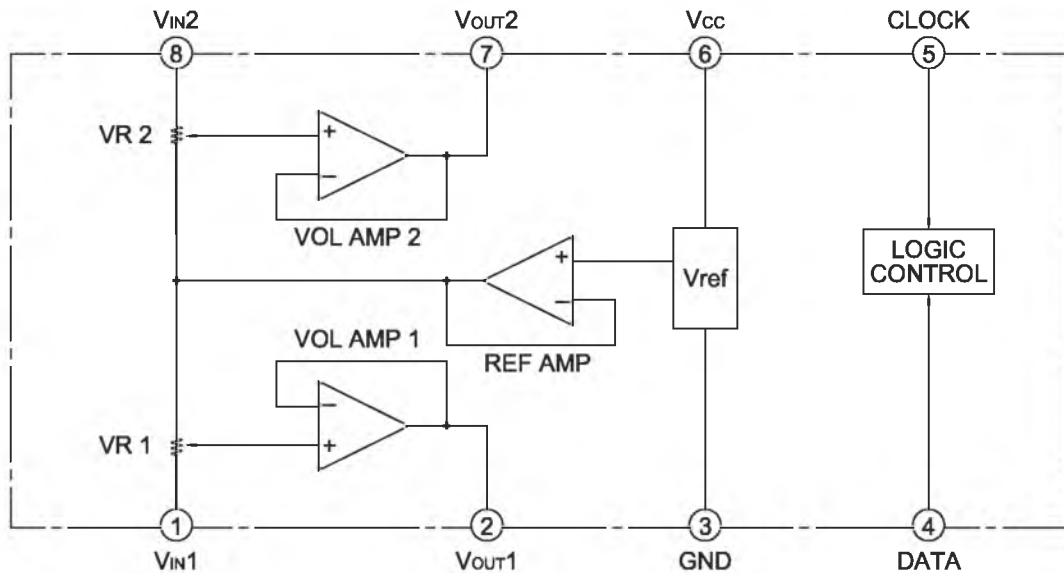 VIN2 VOUT2 VCC CLOCK
8 7 6 5
VR 2
+
−
VOL AMP 2
+
−
Vref
LOGIC
CONTROL
VOL AMP 1
REF AMP
−
+
VR 1
1 2 3 4
VIN1 VOUT1 GND DATA